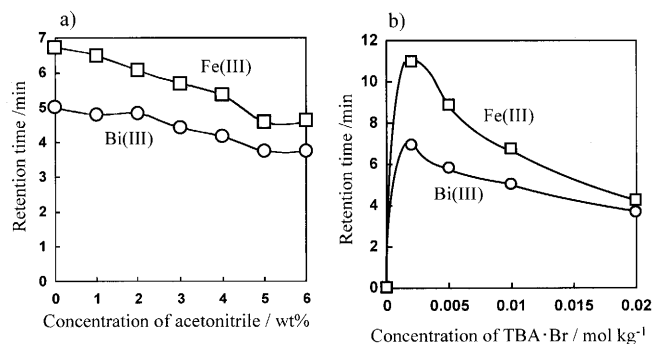 a)
7
6
5
4
3
2
1
0
Retention time /min
Fe(III)
Bi(III)
0 1 2 3 4 5 6
Concentration of acetonitrile / wt%
b)
12
10
8
6
4
2
0
Retention time /min
Fe(III)
Bi(III)
0 0.005 0.01 0.015 0.02
Concentration of TBA·Br / mol kg⁻¹